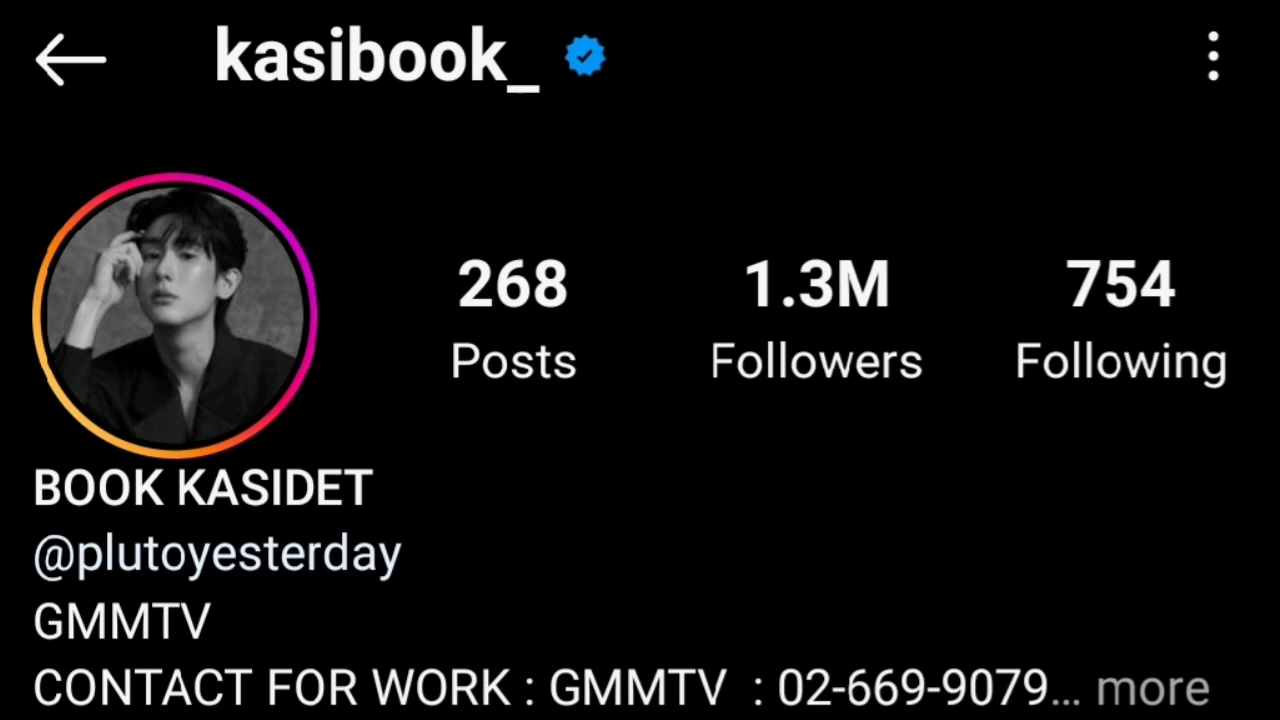 kasibook_
268 1.3M 754
Posts Followers Following
BOOK KASIDET
@plutoyesterday
GMMTV
CONTACT FOR WORK : GMMTV : 02-669-9079... more